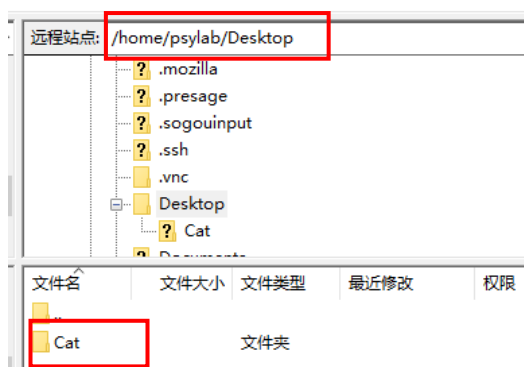 远程站点: /home/psylab/Desktop
? .mozilla
? .presage
? .sogouinput
? .ssh
.vnc
Desktop
? Cat
? Documents
文件名 文件大小 文件类型 最近修改 权限
..
Cat 文件夹